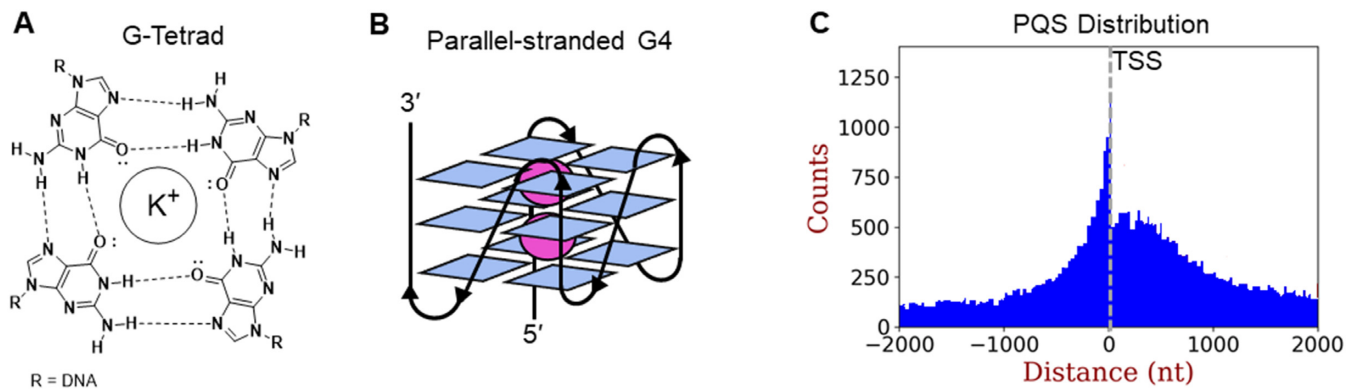 A
G-Tetrad
R
N
N
H
H
N
N
N
H
N
R
N
N
O
H
N
N
N
H
H
O
N
K+
H
H
N
O
H
N
H
N
N
N
H
O
N
R
N
N
H
N
N
H
N
N
R
H
R = DNA
B
Parallel-stranded G4
3′
5′
C
PQS Distribution
TSS
Counts
1250
1000
750
500
250
0
−2000
−1000
0
1000
2000
Distance (nt)